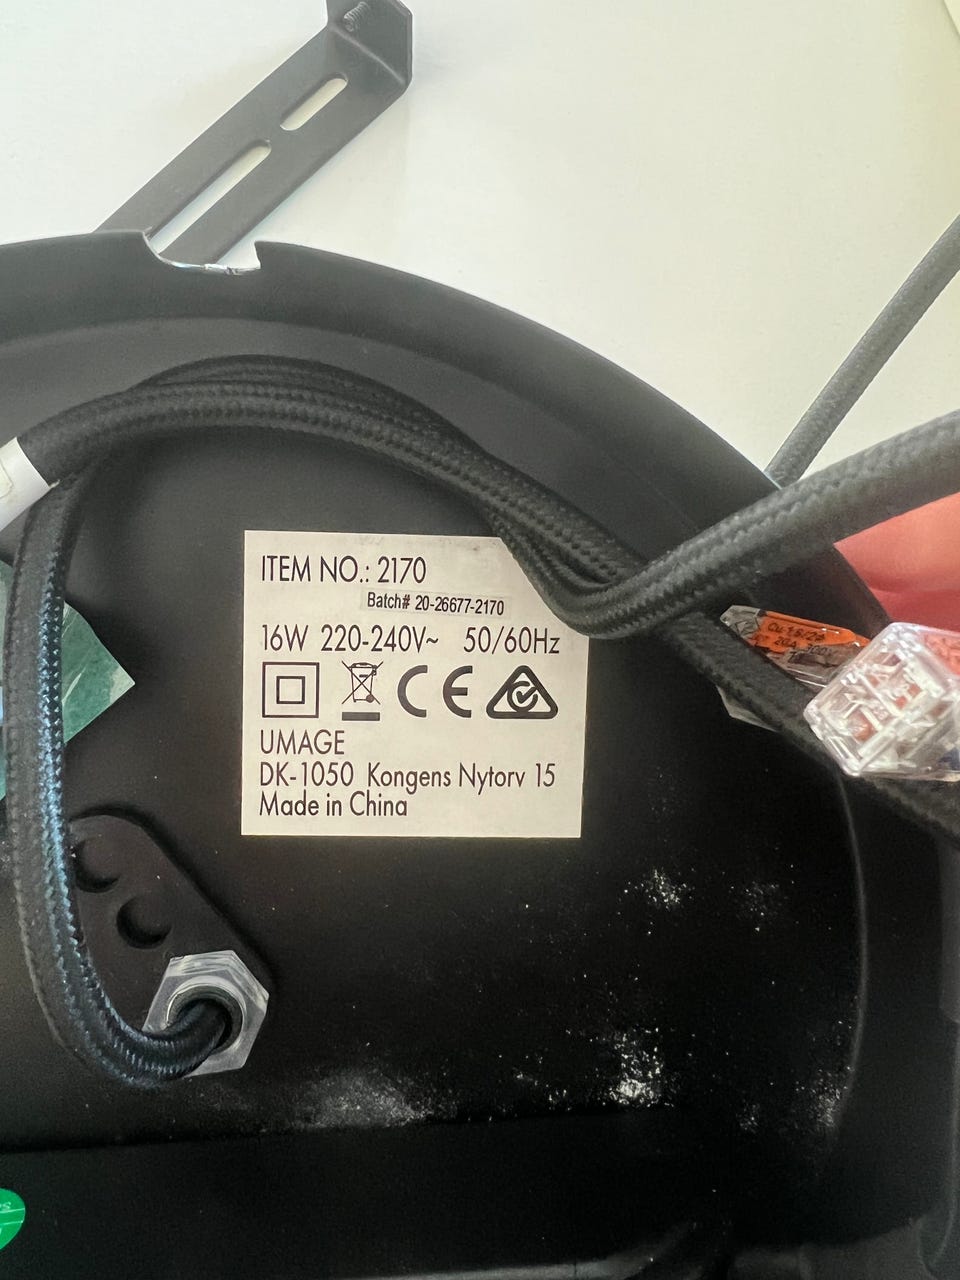 ITEM NO.: 2170
Batch# 20-26677-2170
16W 220-240V~ 50/60Hz
CE
UMAGE
DK-1050 Kongens Nytorv 15
Made in China